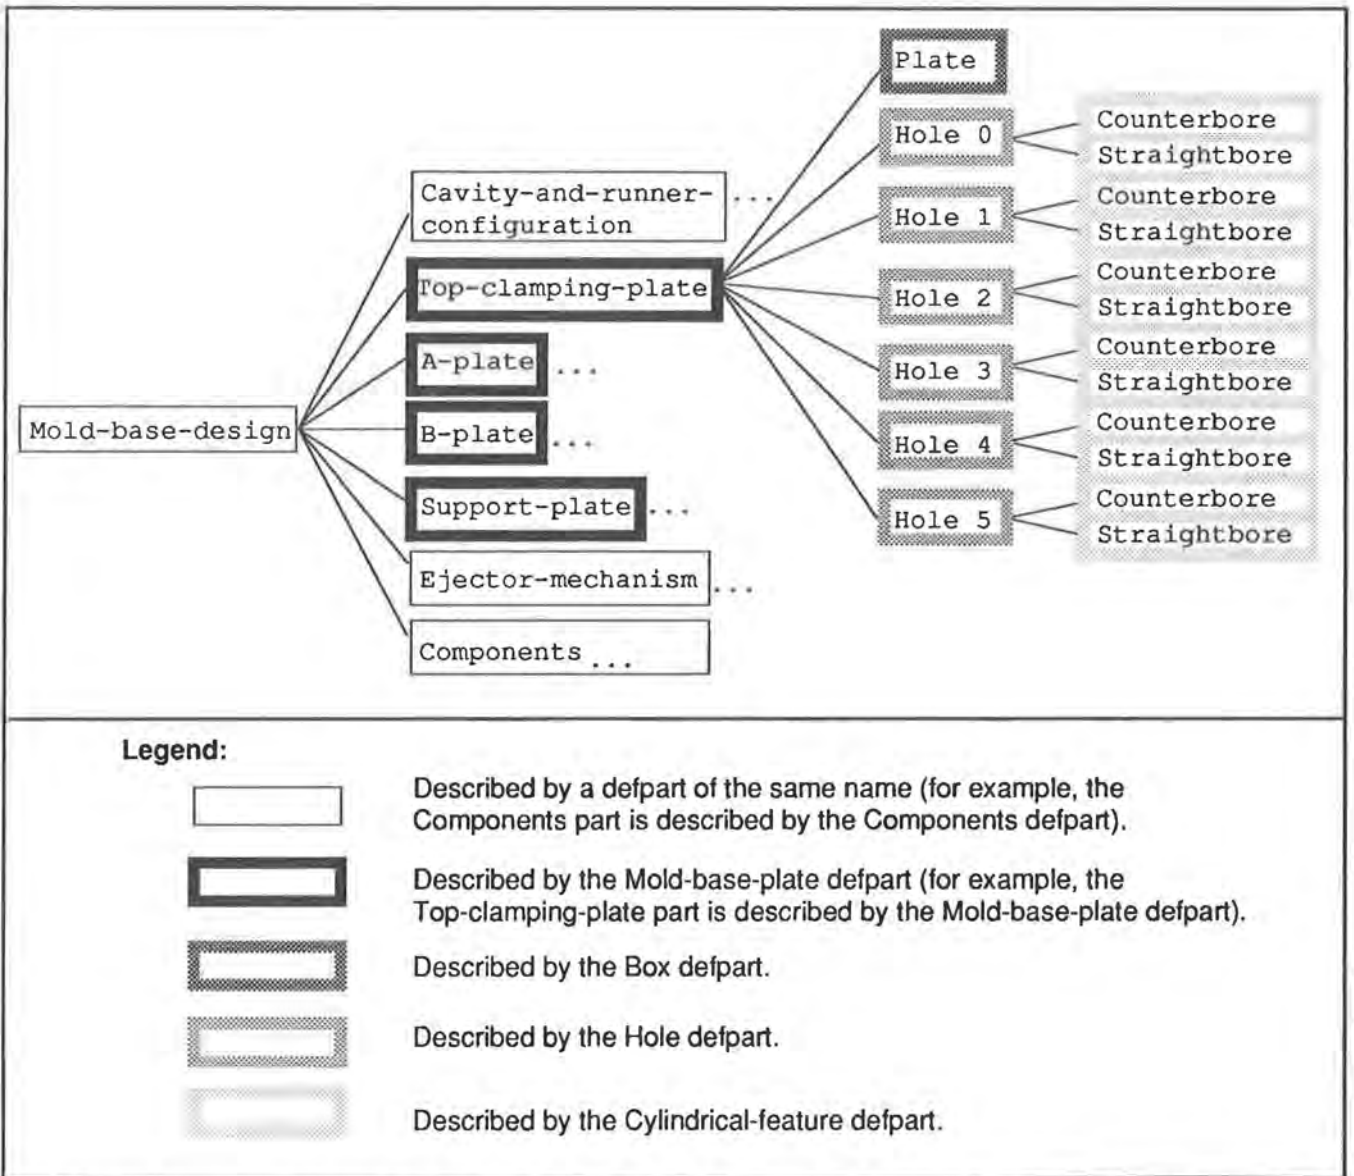 Mold-base-design
Cavity-and-runner-
configuration
...
Top-clamping-plate
A-plate ...
B-plate ...
Support-plate ...
Ejector-mechanism ...
Components ...
Plate
Hole 0
Counterbore
Straightbore
Hole 1
Counterbore
Straightbore
Hole 2
Counterbore
Straightbore
Hole 3
Counterbore
Straightbore
Hole 4
Counterbore
Straightbore
Hole 5
Counterbore
Straightbore
Legend:
Described by a defpart of the same name (for example, the
Components part is described by the Components defpart).
Described by the Mold-base-plate defpart (for example, the
Top-clamping-plate part is described by the Mold-base-plate defpart).
Described by the Box defpart.
Described by the Hole defpart.
Described by the Cylindrical-feature defpart.